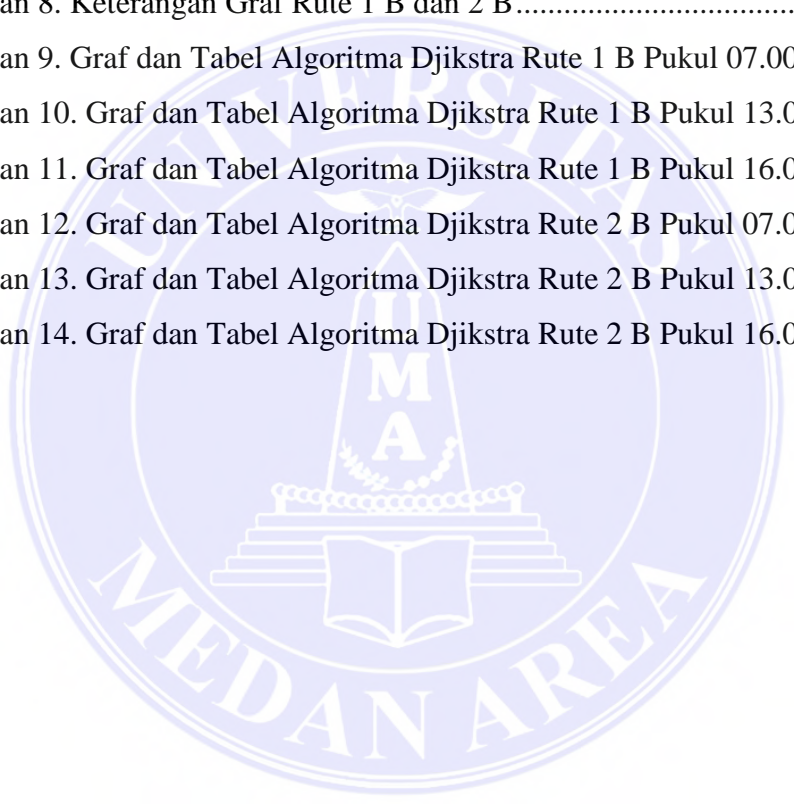 an 8. Keterangan Graf Rute 1 B dan 2 B..................................
an 9. Graf dan Tabel Algoritma Djikstra Rute 1 B Pukul 07.00
an 10. Graf dan Tabel Algoritma Djikstra Rute 1 B Pukul 13.0
an 11. Graf dan Tabel Algoritma Djikstra Rute 1 B Pukul 16.0
an 12. Graf dan Tabel Algoritma Djikstra Rute 2 B Pukul 07.0
an 13. Graf dan Tabel Algoritma Djikstra Rute 2 B Pukul 13.0
an 14. Graf dan Tabel Algoritma Djikstra Rute 2 B Pukul 16.0
UNIVERSITAS
U
M
A
MEDAN AREA